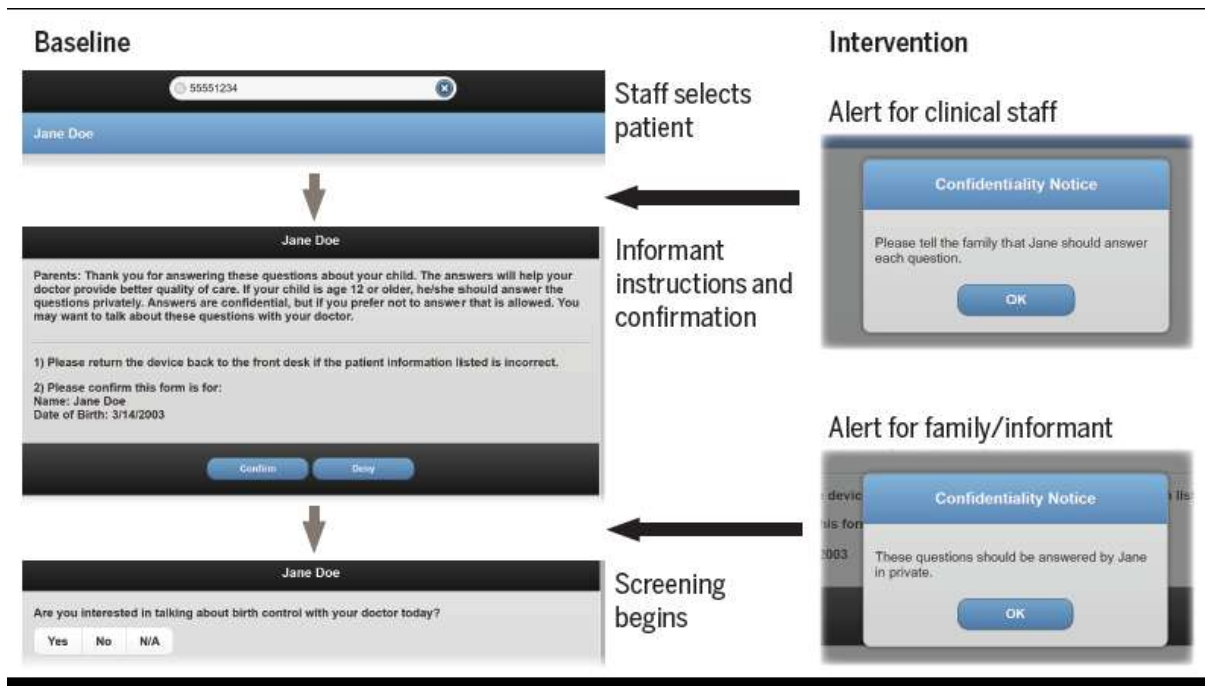 Baseline
55551234
Jane Doe
Staff selects
patient
Jane Doe
Parents: Thank you for answering these questions about your child. The answers will help your
doctor provide better quality of care. If your child is age 12 or older, he/she should answer the
questions privately. Answers are confidential, but if you prefer not to answer that is allowed. You
may want to talk about these questions with your doctor.
1) Please return the device back to the front desk if the patient information listed is incorrect.
2) Please confirm this form is for:
Name: Jane Doe
Date of Birth: 3/14/2003
Confirm Deny
Informant
instructions and
confirmation
Jane Doe
Are you interested in talking about birth control with your doctor today?
Yes No N/A
Screening
begins
Intervention
Alert for clinical staff
Confidentiality Notice
Please tell the family that Jane should answer
each question.
OK
Alert for family/informant
devic
lis
Confidentiality Notice
his for
2003
These questions should be answered by Jane
in private.
OK